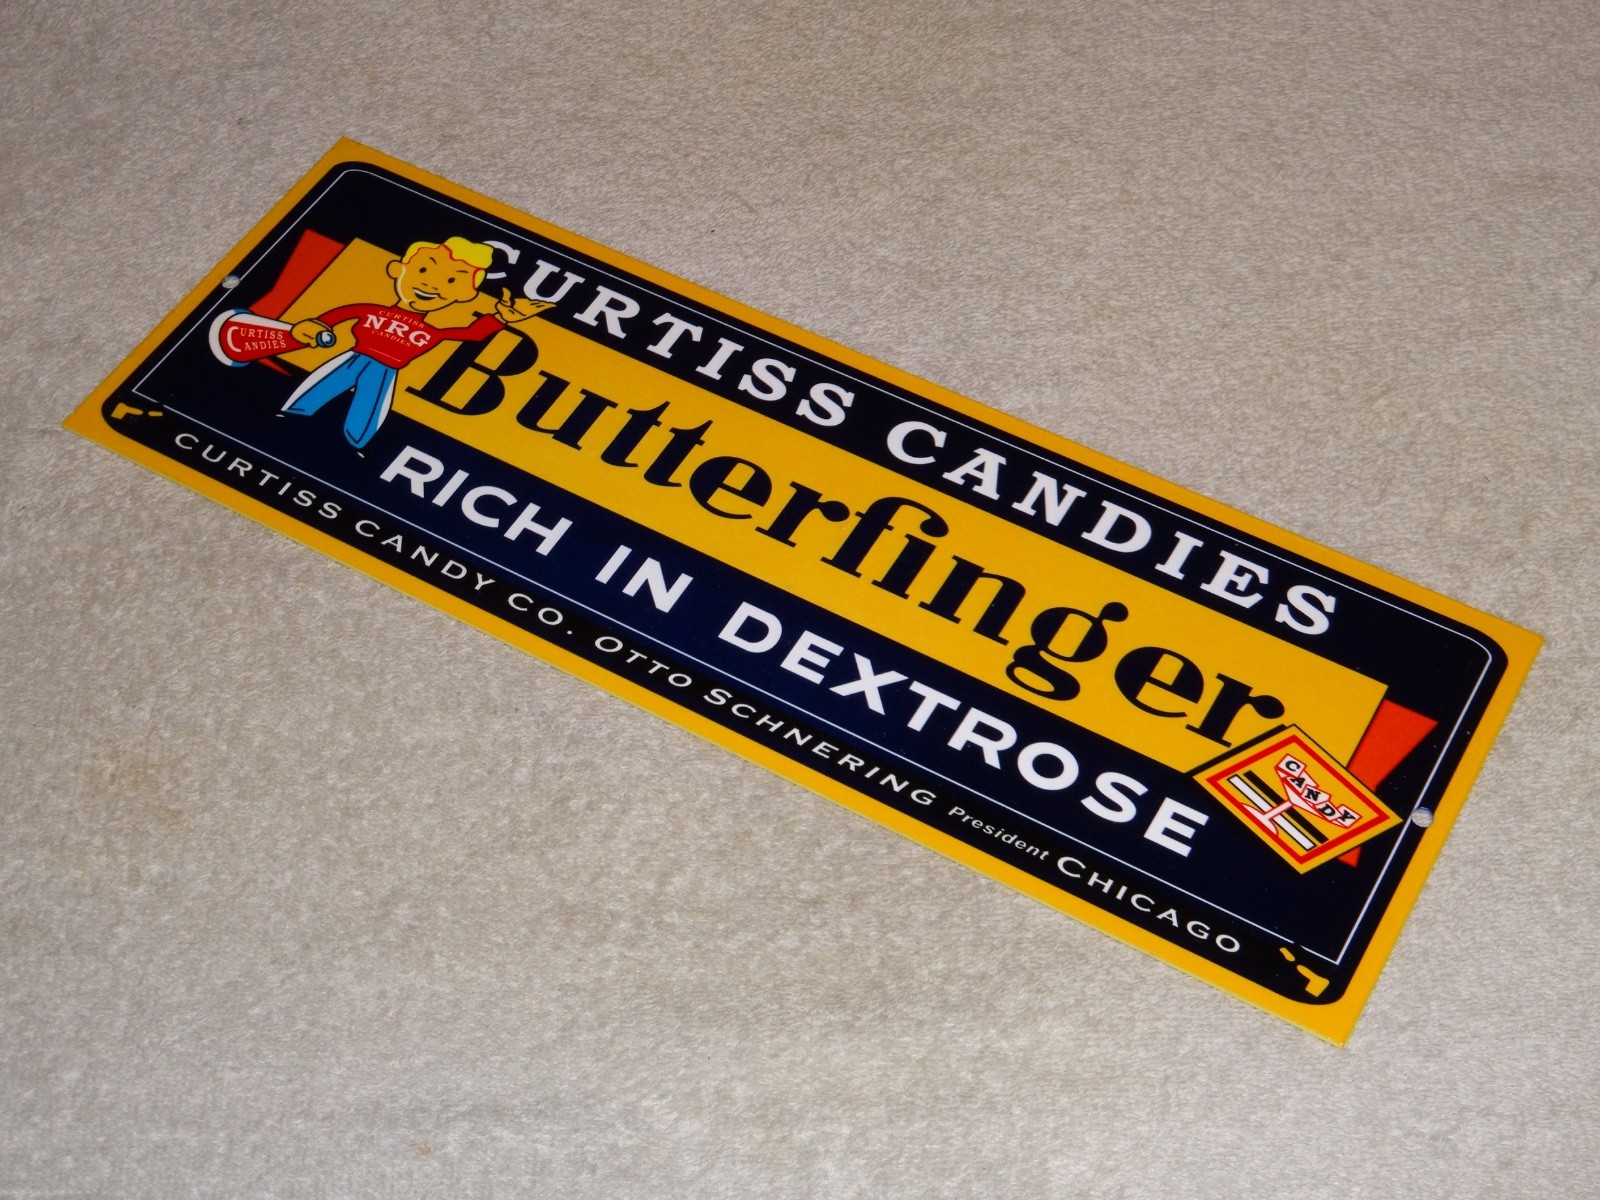 CURTISS CANDIES
Butterfinger
RICH IN DEXTROSE
CURTISS CANDY CO. OTTO SCHNERING President CHICAGO
CURTISS
NRG
CANDIES
CURTISS
CANDIES
CANDY